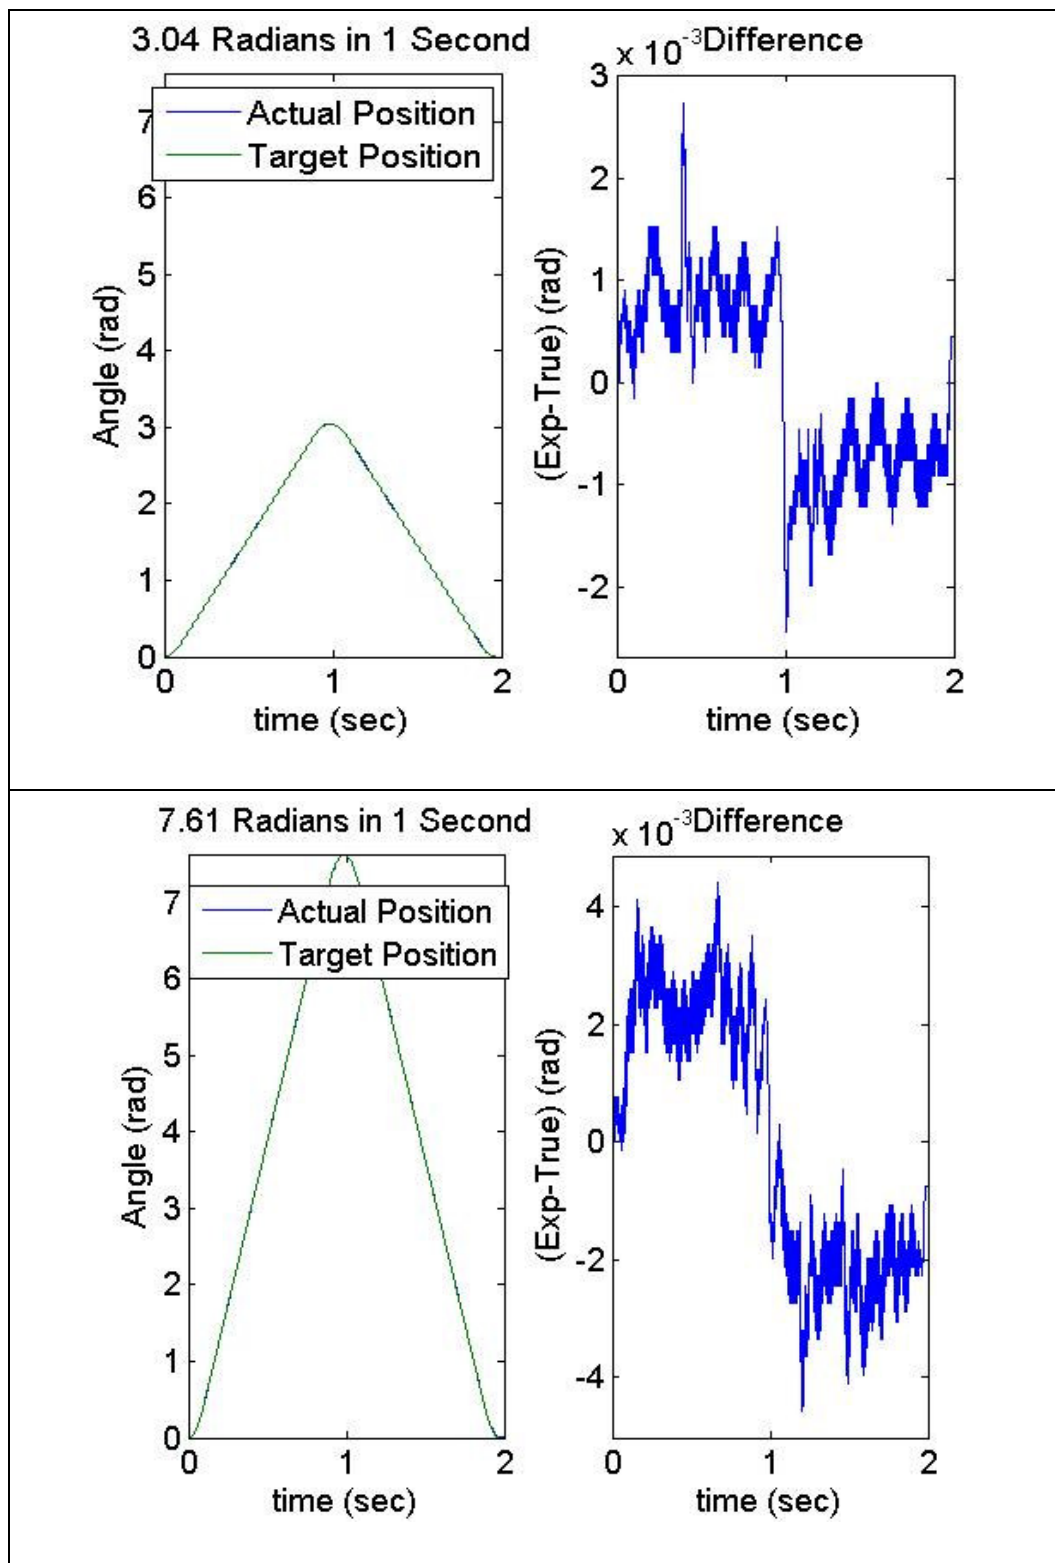 3.04 Radians in 1 Second
7
6
5
4
3
2
1
0
0 1 2
Angle (rad)
time (sec)
Actual Position
Target Position
x 10-3Difference
3
2
1
0
-1
-2
0 1 2
(Exp-True) (rad)
time (sec)
7.61 Radians in 1 Second
7
6
5
4
3
2
1
0
0 1 2
Angle (rad)
time (sec)
Actual Position
Target Position
x 10-3Difference
4
2
0
-2
-4
0 1 2
(Exp-True) (rad)
time (sec)